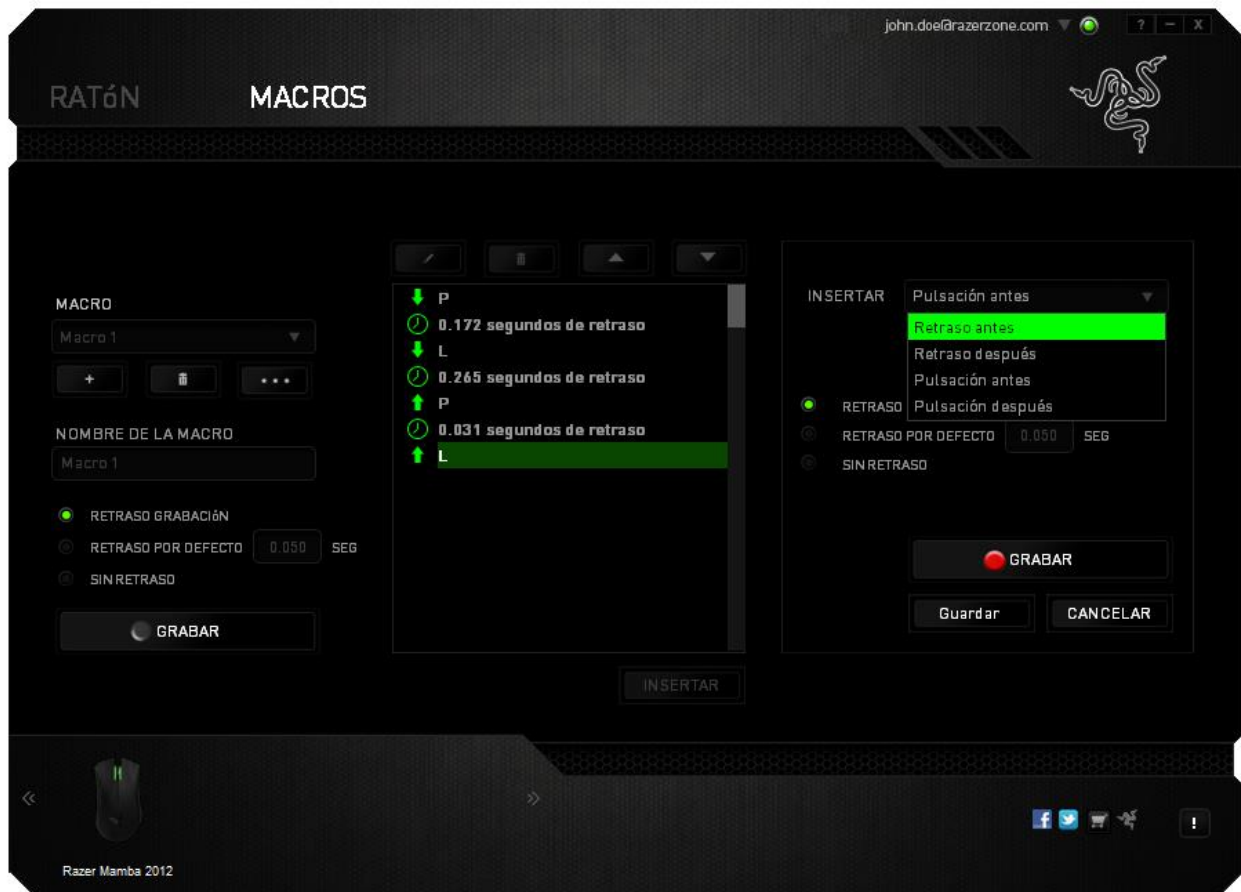 john.doe@razerzone.com
? – X
RATóN MACROS
MACRO
Macro 1
+
NOMBRE DE LA MACRO
Macro 1
RETRASO GRABACIóN
RETRASO POR DEFECTO 0.050 SEG
SIN RETRASO
GRABAR
P
0.172 segundos de retraso
L
0.265 segundos de retraso
P
0.031 segundos de retraso
L
INSERTAR
INSERTAR Pulsación antes
Retraso antes
Retraso después
Pulsación antes
Pulsación después
RETRASO
RETRASO POR DEFECTO 0.050 SEG
SIN RETRASO
GRABAR
Guardar CANCELAR
Razer Mamba 2012
f
!